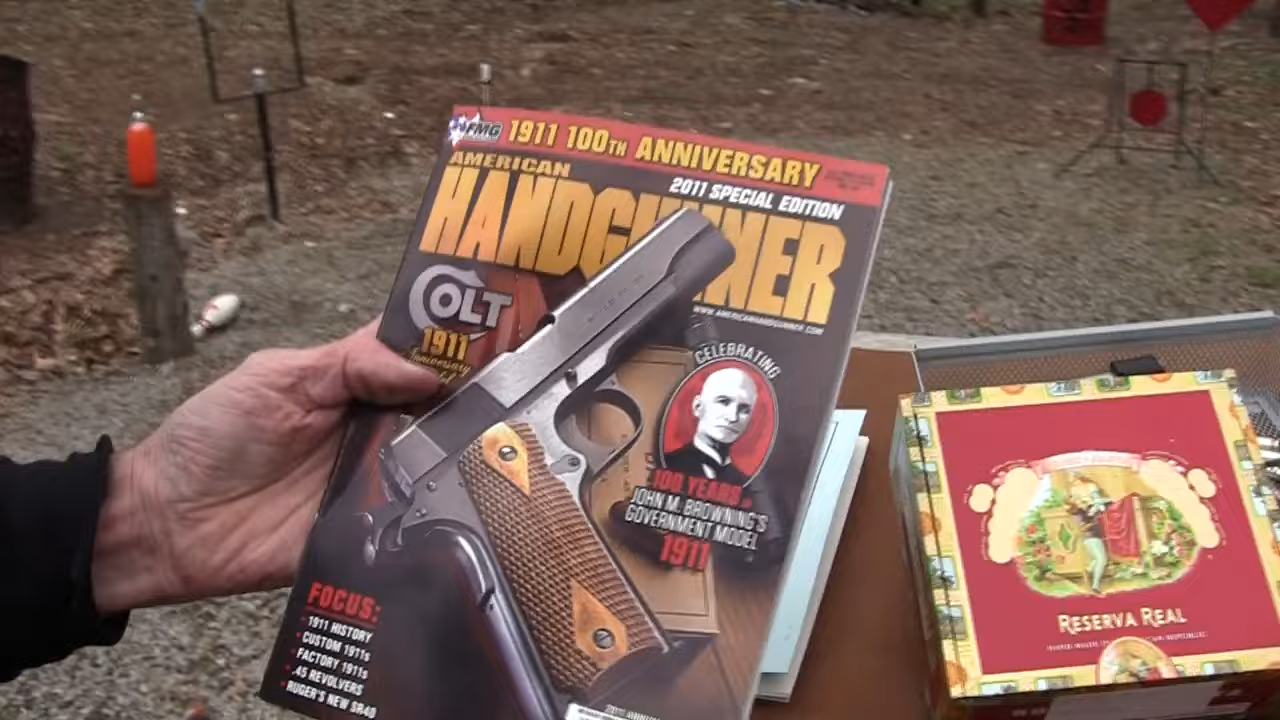 FMG 1911 100TH ANNIVERSARY
AMERICAN
2011 SPECIAL EDITION
HANDGUNNER
WWW.AMERICANHANDGUNNER.COM
COLT
1911
Anniversary
CELEBRATING
100 YEARS
JOHN M. BROWNING'S
GOVERNMENT MODEL
1911
FOCUS:
1911 HISTORY
CUSTOM 1911s
FACTORY 1911s
.45 REVOLVERS
RUGER'S NEW SR40
RESERVA REAL